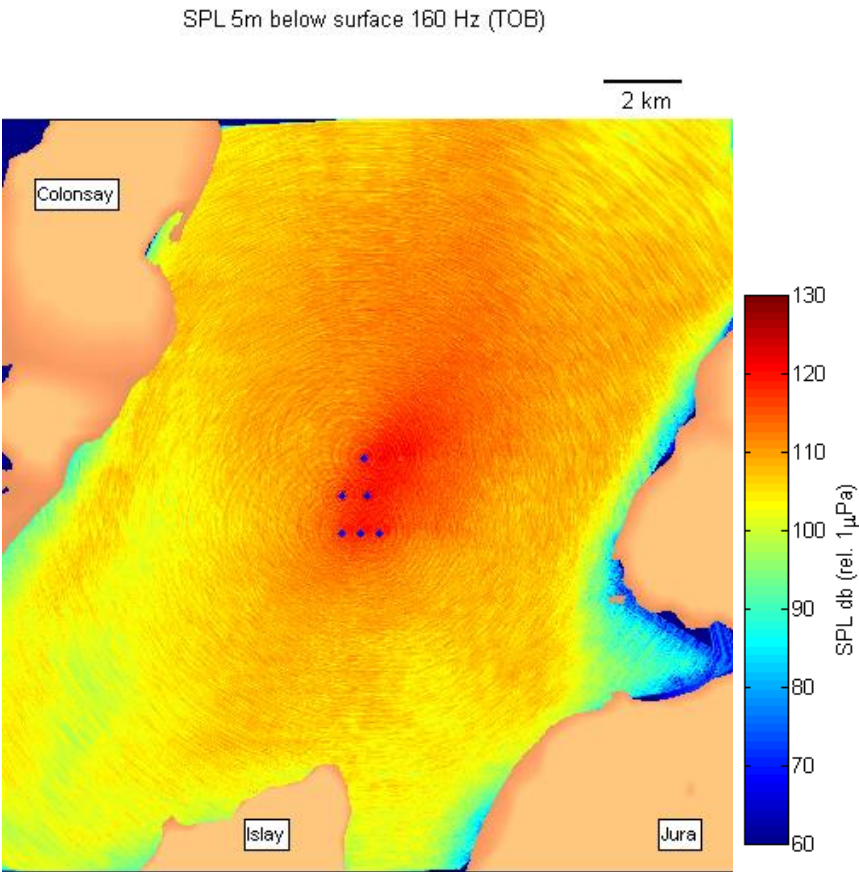 SPL 5m below surface 160 Hz (TOB)
2 km
Colonsay
130
120
110
100
90
80
70
60
SPL db (rel. 1μPa)
Islay
Jura